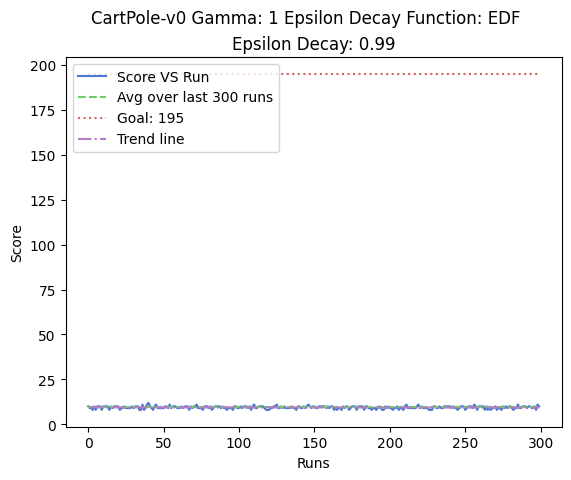 CartPole-v0 Gamma: 1 Epsilon Decay Function: EDF
Epsilon Decay: 0.99
Score VS Run
Avg over last 300 runs
Goal: 195
Trend line
Score
200
175
150
125
100
75
50
25
0
0 50 100 150 200 250 300
Runs